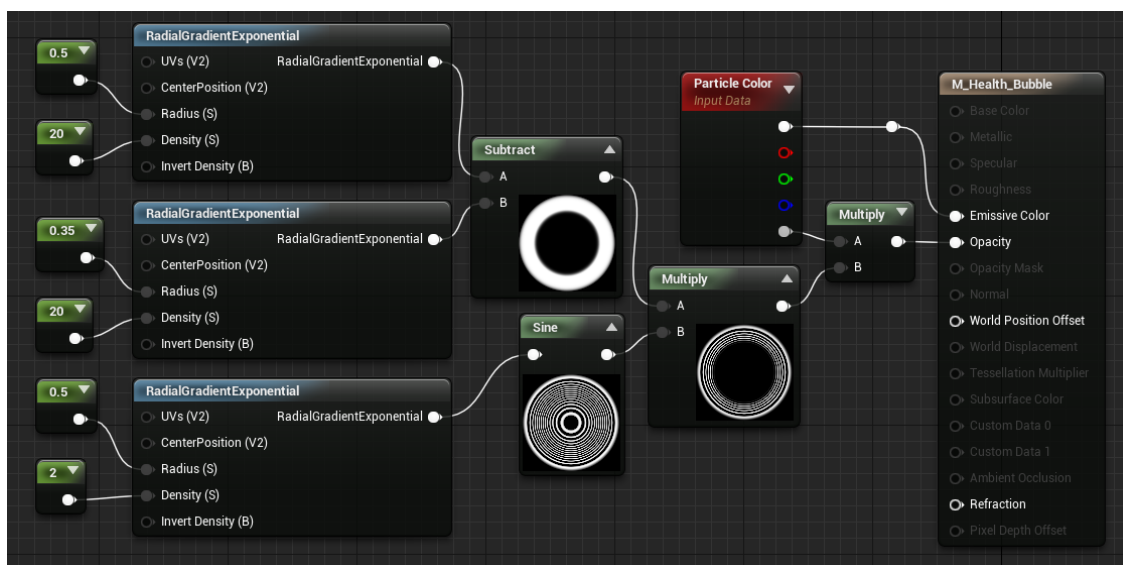 0.5
20
RadialGradientExponential
UVs (V2) RadialGradientExponential
CenterPosition (V2)
Radius (S)
Density (S)
Invert Density (B)
0.35
20
RadialGradientExponential
UVs (V2) RadialGradientExponential
CenterPosition (V2)
Radius (S)
Density (S)
Invert Density (B)
0.5
2
RadialGradientExponential
UVs (V2) RadialGradientExponential
CenterPosition (V2)
Radius (S)
Density (S)
Invert Density (B)
Subtract
A
B
Sine
Multiply
A
B
Particle Color
Input Data
Multiply
A
B
M_Health_Bubble
Base Color
Metallic
Specular
Roughness
Emissive Color
Opacity
Opacity Mask
Normal
World Position Offset
World Displacement
Tessellation Multiplier
Subsurface Color
Custom Data 0
Custom Data 1
Ambient Occlusion
Refraction
Pixel Depth Offset